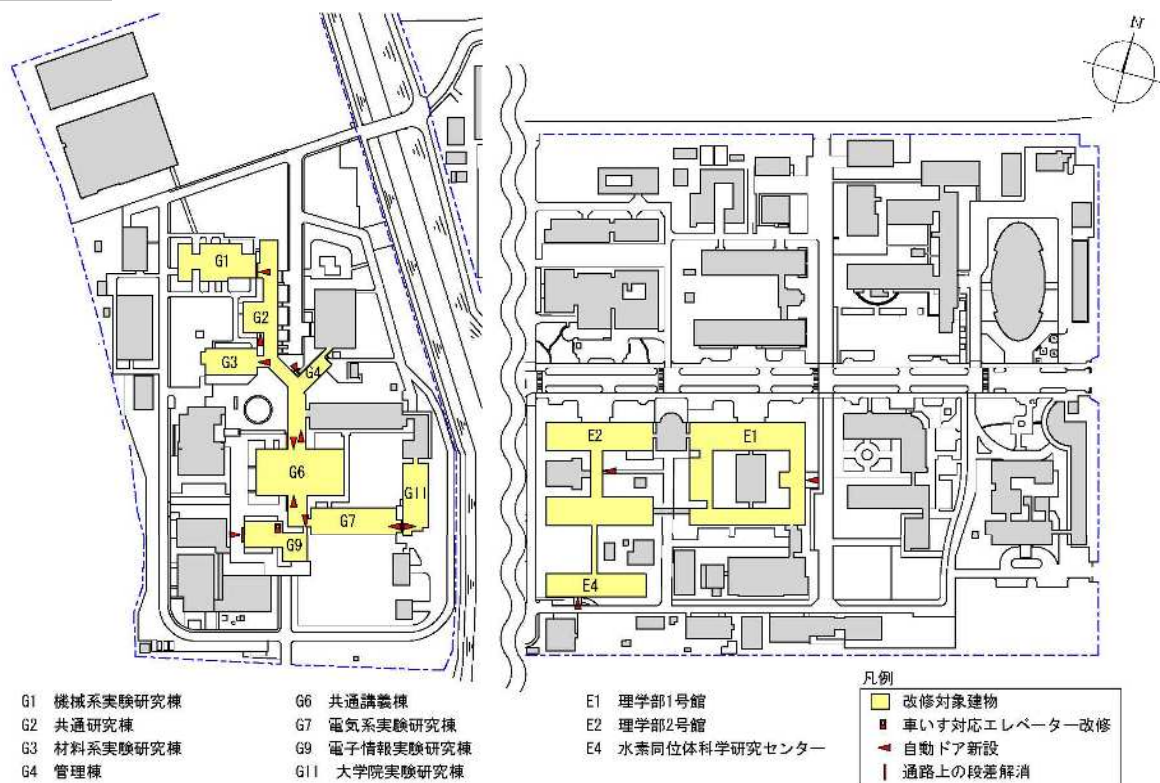 N
G1
G2
G3
G4
G6
G11
G7
G9
E2
E1
E4
G1 機械系実験研究棟
G2 共通研究棟
G3 材料系実験研究棟
G4 管理棟
G6 共通講義棟
G7 電気系実験研究棟
G9 電子情報実験研究棟
G11 大学院実験研究棟
E1 理学部1号館
E2 理学部2号館
E4 水素同位体科学研究センター
凡例
改修対象建物
車いす対応エレベーター改修
自動ドア新設
通路上の段差解消